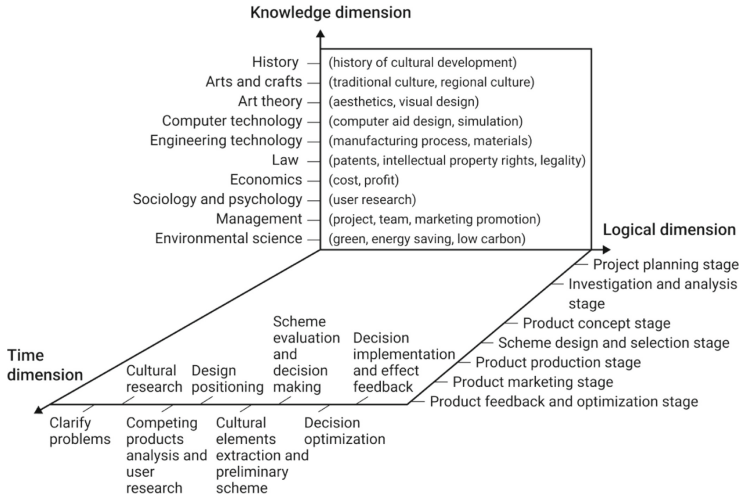 Knowledge dimension
History (history of cultural development)
Arts and crafts (traditional culture, regional culture)
Art theory (aesthetics, visual design)
Computer technology (computer aid design, simulation)
Engineering technology (manufacturing process, materials)
Law (patents, intellectual property rights, legality)
Economics (cost, profit)
Sociology and psychology (user research)
Management (project, team, marketing promotion)
Environmental science (green, energy saving, low carbon)
Logical dimension
Project planning stage
Investigation and analysis
stage
Product concept stage
Scheme design and selection stage
Product production stage
Product marketing stage
Product feedback and optimization stage
Time
dimension
Cultural
research
Design
positioning
Scheme
evaluation
and
decision
making
Decision
implementation
and effect
feedback
Clarify
problems
Competing
products
analysis and
user
research
Cultural
elements
extraction and
preliminary
scheme
Decision
optimization